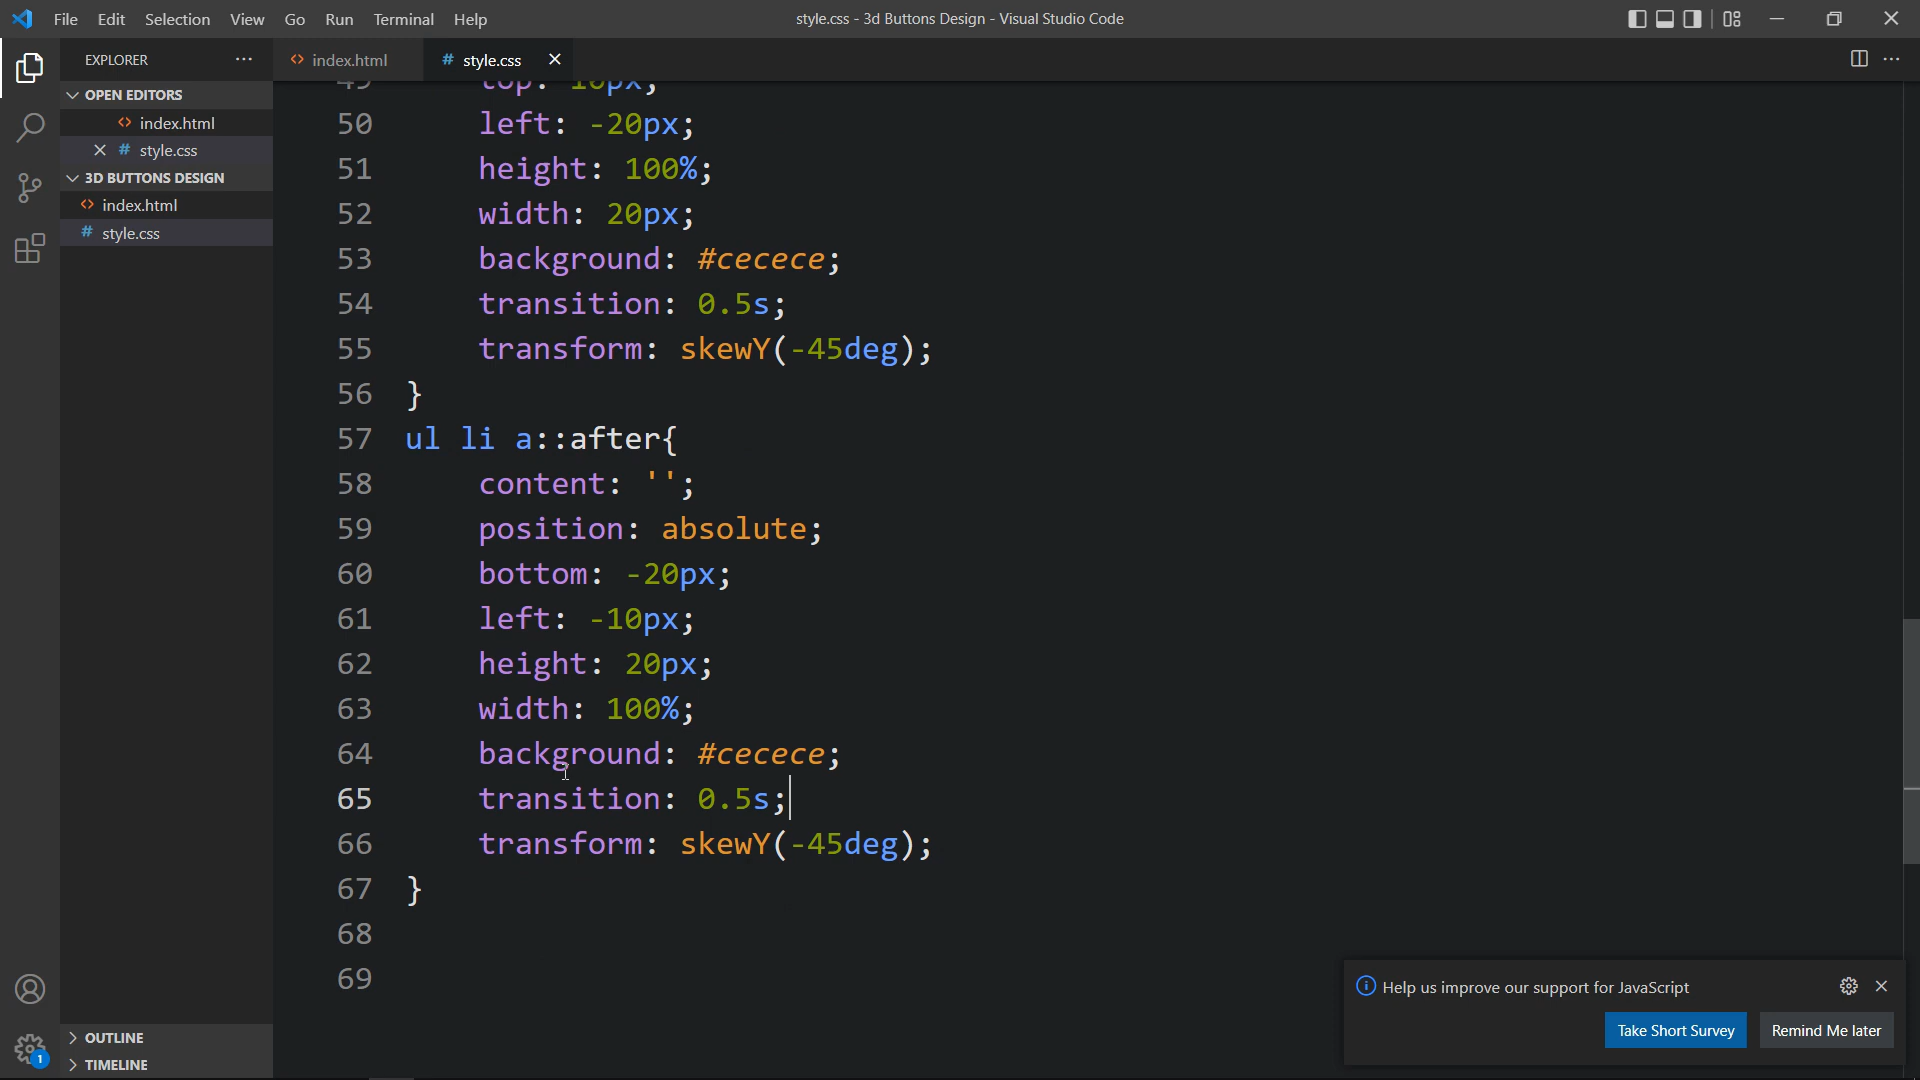 File Edit Selection View Go Run Terminal Help
style.css - 3d Buttons Design - Visual Studio Code
EXPLORER
index.html
# style.css
OPEN EDITORS
index.html
# style.css
3D BUTTONS DESIGN
index.html
# style.css
OUTLINE
TIMELINE
1
49 top: 10px;
50 left: -20px;
51 height: 100%;
52 width: 20px;
53 background: #cecece;
54 transition: 0.5s;
55 transform: skewY(-45deg);
56 }
57 ul li a::after{
58 content: '';
59 position: absolute;
60 bottom: -20px;
61 left: -10px;
62 height: 20px;
63 width: 100%;
64 background: #cecece;
65 transition: 0.5s;
66 transform: skewY(-45deg);
67 }
68
69
Help us improve our support for JavaScript
Take Short Survey
Remind Me later